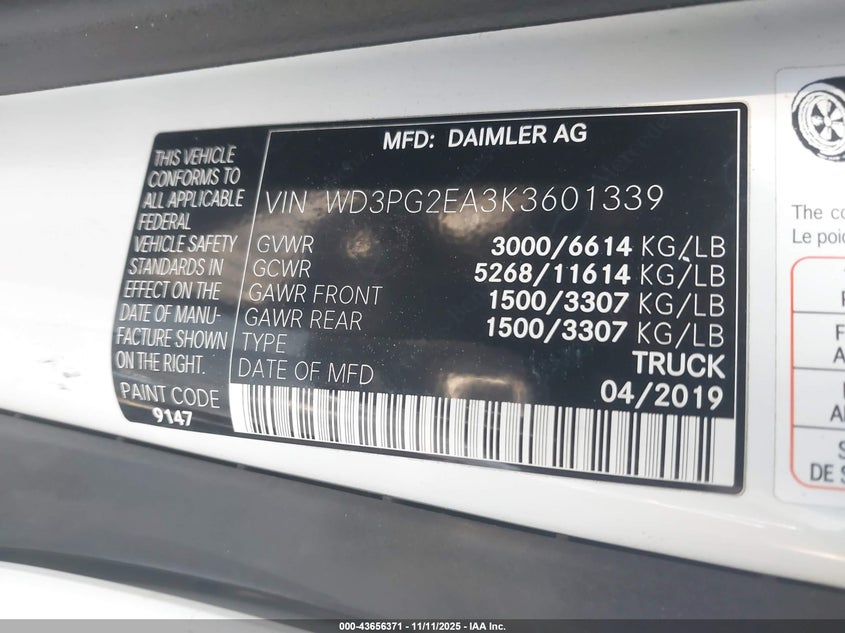 MFD: DAIMLER AG
THIS VEHICLE
CONFORMS TO
ALL APPLICABLE
FEDERAL
VEHICLE SAFETY
STANDARDS IN
EFFECT ON THE
DATE OF MANU-
FACTURE SHOWN
ON THE RIGHT.
PAINT CODE
9147
VIN WD3PG2EA3K3601339
GVWR 3000/6614 KG/LB
GCWR 5268/11614 KG/LB
GAWR FRONT 1500/3307 KG/LB
GAWR REAR 1500/3307 KG/LB
TYPE TRUCK
DATE OF MFD 04/2019
The co
Le poid
F
A
A
S
DE S
000-43656371 - 11/11/2025 - IAA Inc.